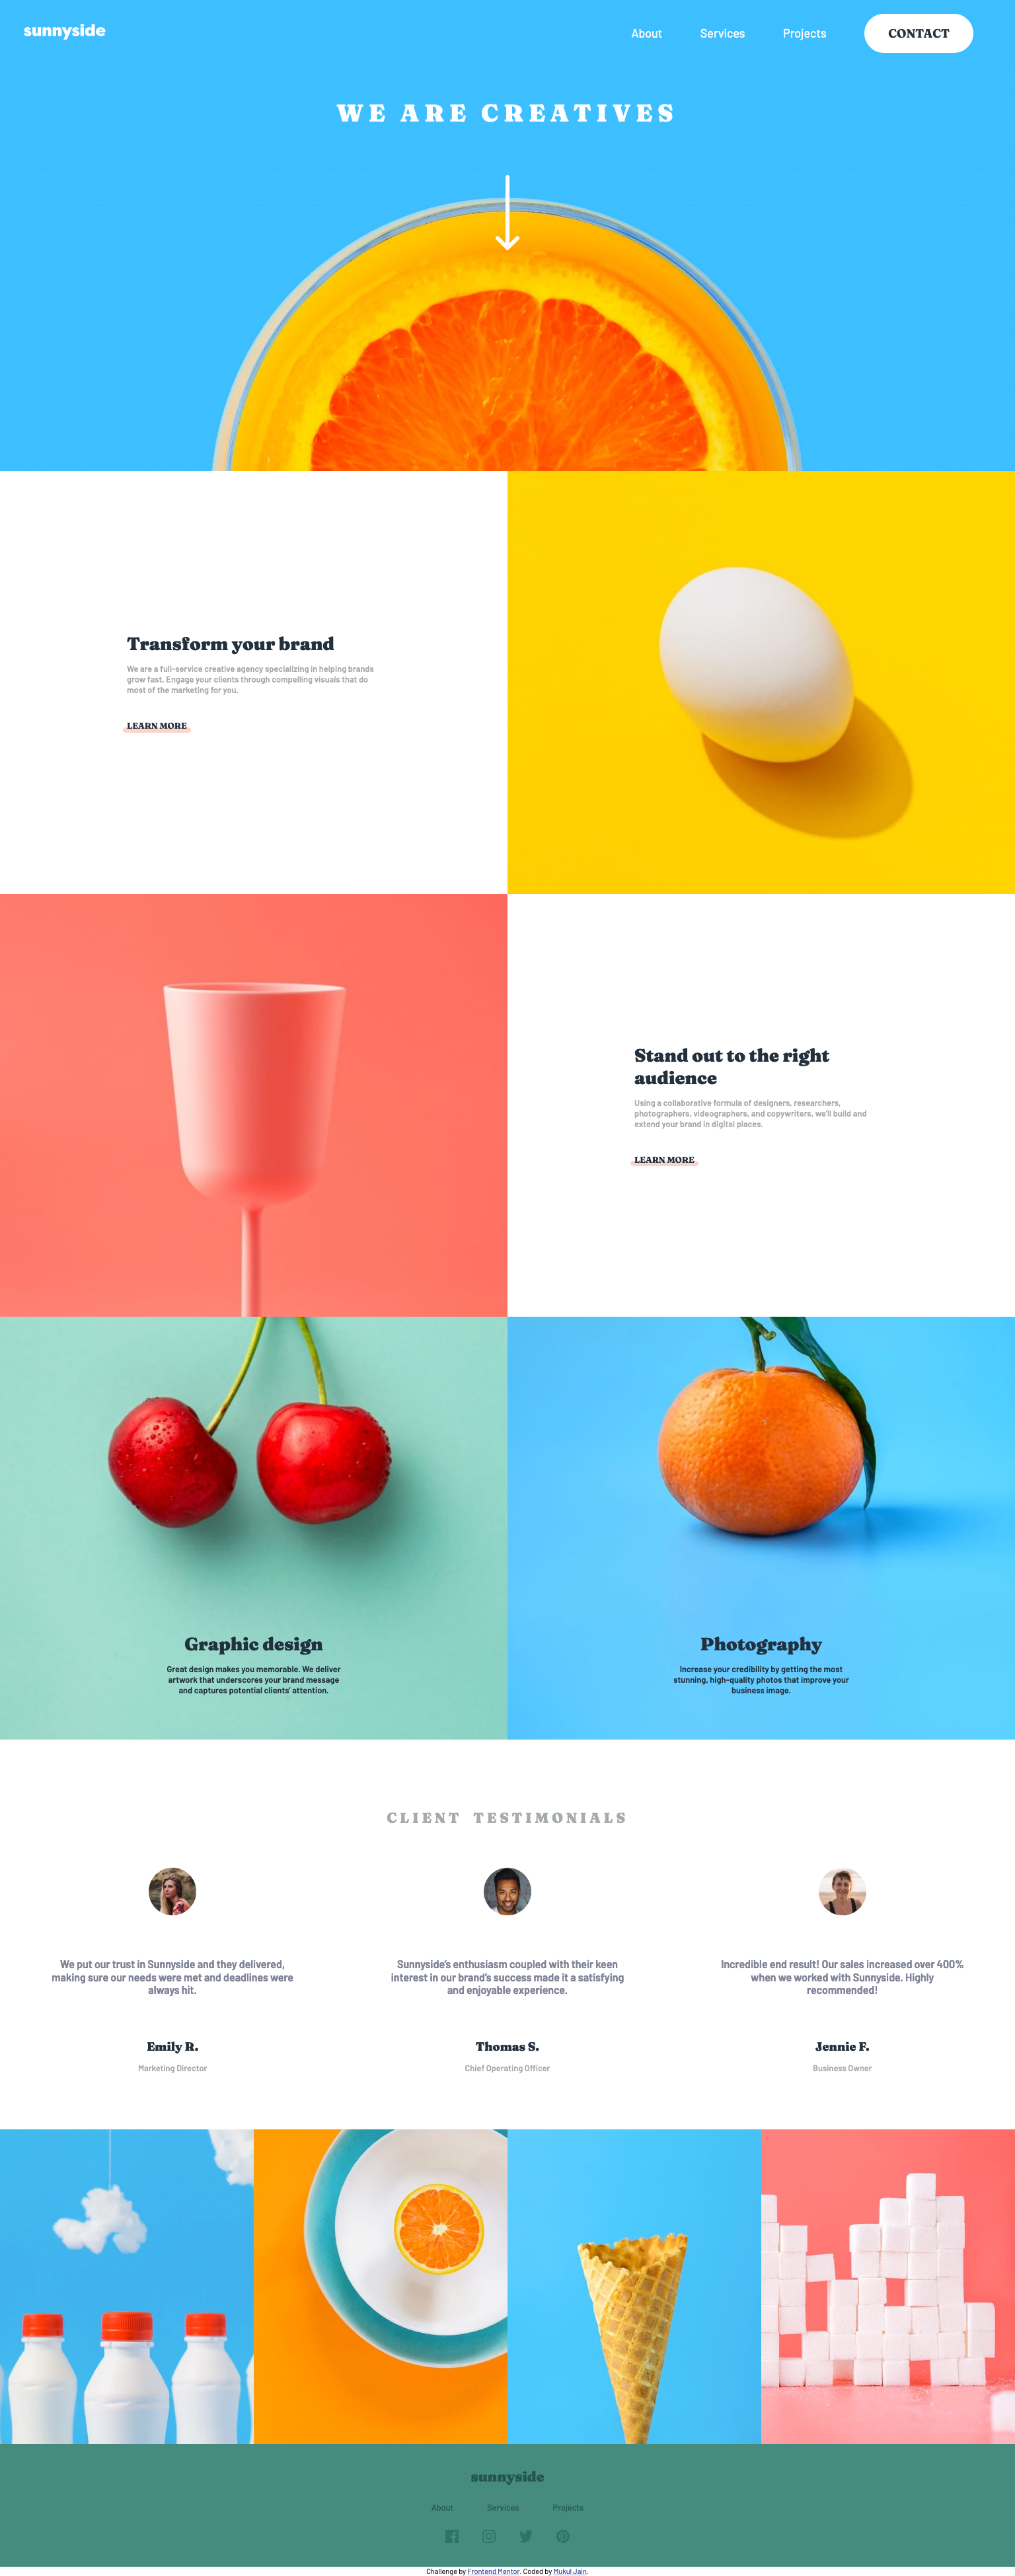 sunnyside
About Services Projects CONTACT
WE ARE CREATIVES
Transform your brand
We are a full-service creative agency specializing in helping brands
grow fast. Engage your clients through compelling visuals that do
most of the marketing for you.
LEARN MORE
Stand out to the right
audience
Using a collaborative formula of designers, researchers,
photographers, videographers, and copywriters, we'll build and
extend your brand in digital places.
LEARN MORE
Graphic design
Great design makes you memorable. We deliver
artwork that underscores your brand message
and captures potential clients' attention.
Photography
Increase your credibility by getting the most
stunning, high-quality photos that improve your
business image.
CLIENT TESTIMONIALS
We put our trust in Sunnyside and they delivered,
making sure our needs were met and deadlines were
always hit.
Emily R.
Marketing Director
Sunnyside's enthusiasm coupled with their keen
interest in our brand's success made it a satisfying
and enjoyable experience.
Thomas S.
Chief Operating Officer
Incredible end result! Our sales increased over 400%
when we worked with Sunnyside. Highly
recommended!
Jennie F.
Business Owner
sunnyside
About Services Projects
Challenge by Frontend Mentor. Coded by Mukul Jain.